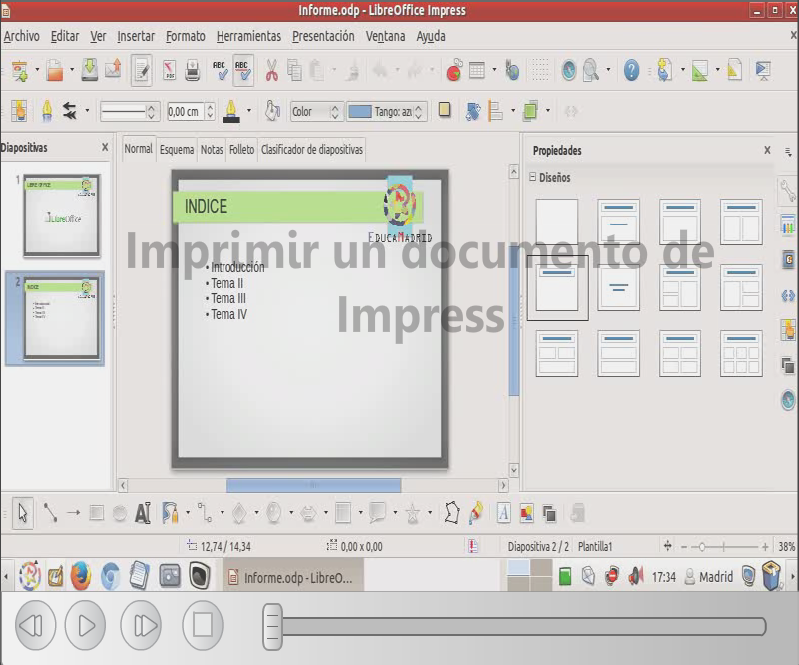 Informe.odp - LibreOffice Impress
Archivo Editar Ver Insertar Formato Herramientas Presentación Ventana Ayuda
0,00 cm Color Tango: azu
Diapositivas
Normal Esquema Notas Folleto Clasificador de diapositivas
Propiedades
Diseños
1
LIBRE OFFICE
LibreOffice
2
INDICE
INDICE
EDUCAMADRID
Imprimir un documento de
Impress
• Introducción
• Tema II
• Tema III
• Tema IV
12,74/ 14,34 0,00 x 0,00 Diapositiva 2 / 2 Plantilla1 38%
Informe.odp - LibreO... 17:34 Madrid